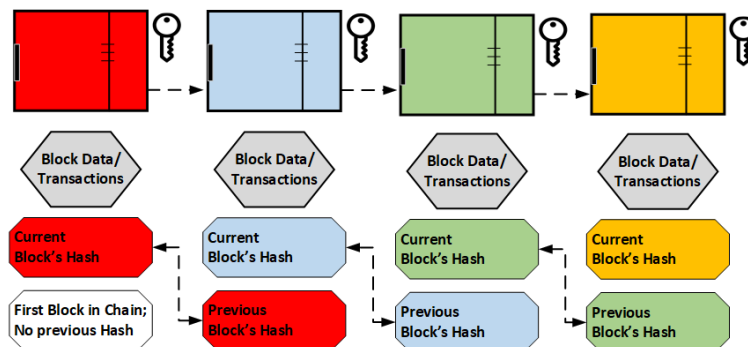 Block Data/
Transactions
Block Data/
Transactions
Block Data/
Transactions
Block Data/
Transactions
Current
Block's Hash
Current
Block's Hash
Current
Block's Hash
Current
Block's Hash
First Block in Chain;
No previous Hash
Previous
Block's Hash
Previous
Block's Hash
Previous
Block's Hash